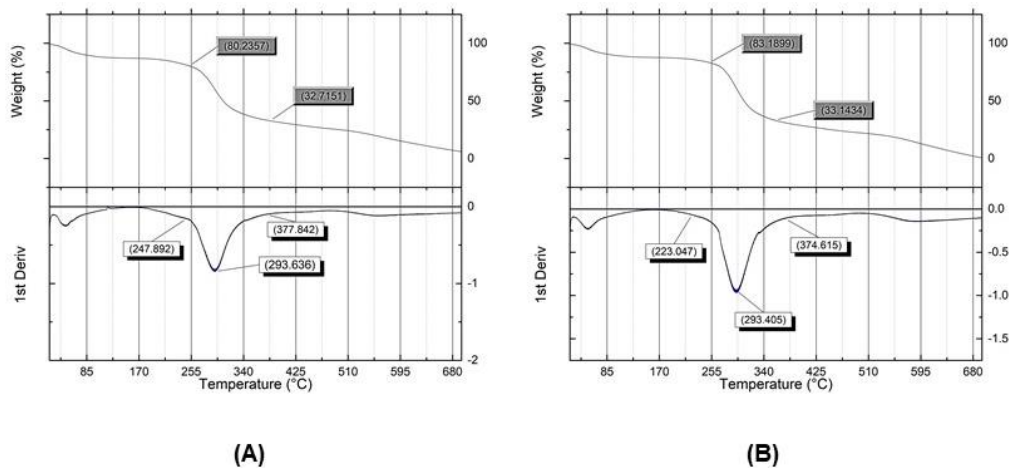 (80.2357)
(32.7151)
Weight (%)
100
50
0
(247.892)
(377.842)
(293.636)
1st Deriv
0
-1
-2
85 170 255 340 425 510 595 680
Temperature (°C)
(A)
(83.1899)
(33.1434)
Weight (%)
100
50
0
(223.047)
(374.615)
(293.405)
1st Deriv
0.0
-0.5
-1.0
-1.5
85 170 255 340 425 510 595 680
Temperature (°C)
(B)